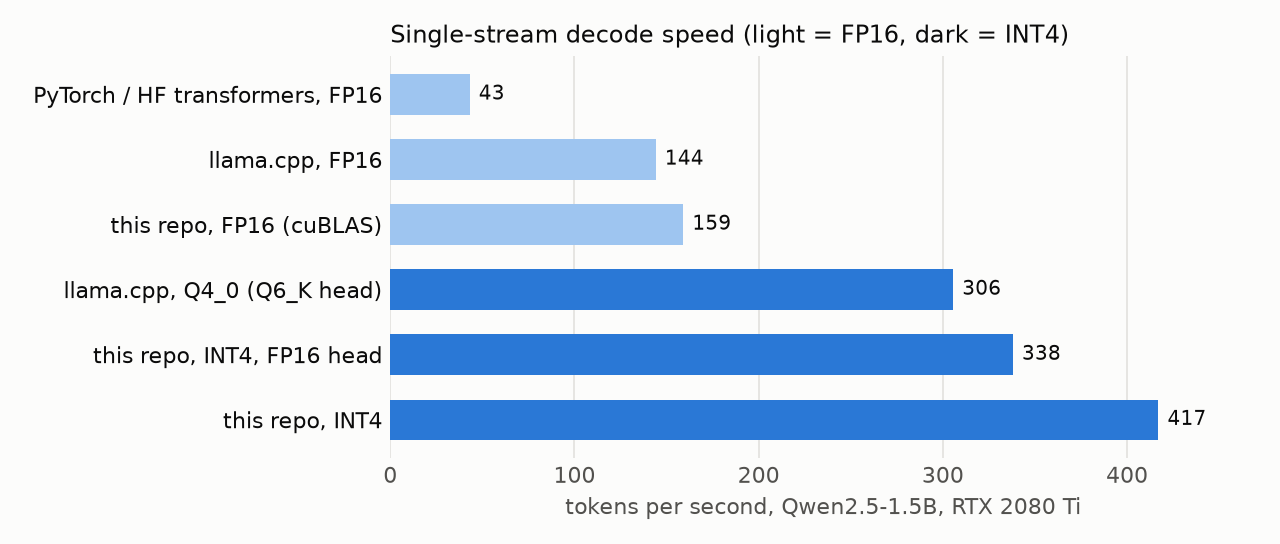 Single-stream decode speed (light = FP16, dark = INT4)
PyTorch / HF transformers, FP16 43
llama.cpp, FP16 144
this repo, FP16 (cuBLAS) 159
llama.cpp, Q4_0 (Q6_K head) 306
this repo, INT4, FP16 head 338
this repo, INT4 417
0 100 200 300 400
tokens per second, Qwen2.5-1.5B, RTX 2080 Ti